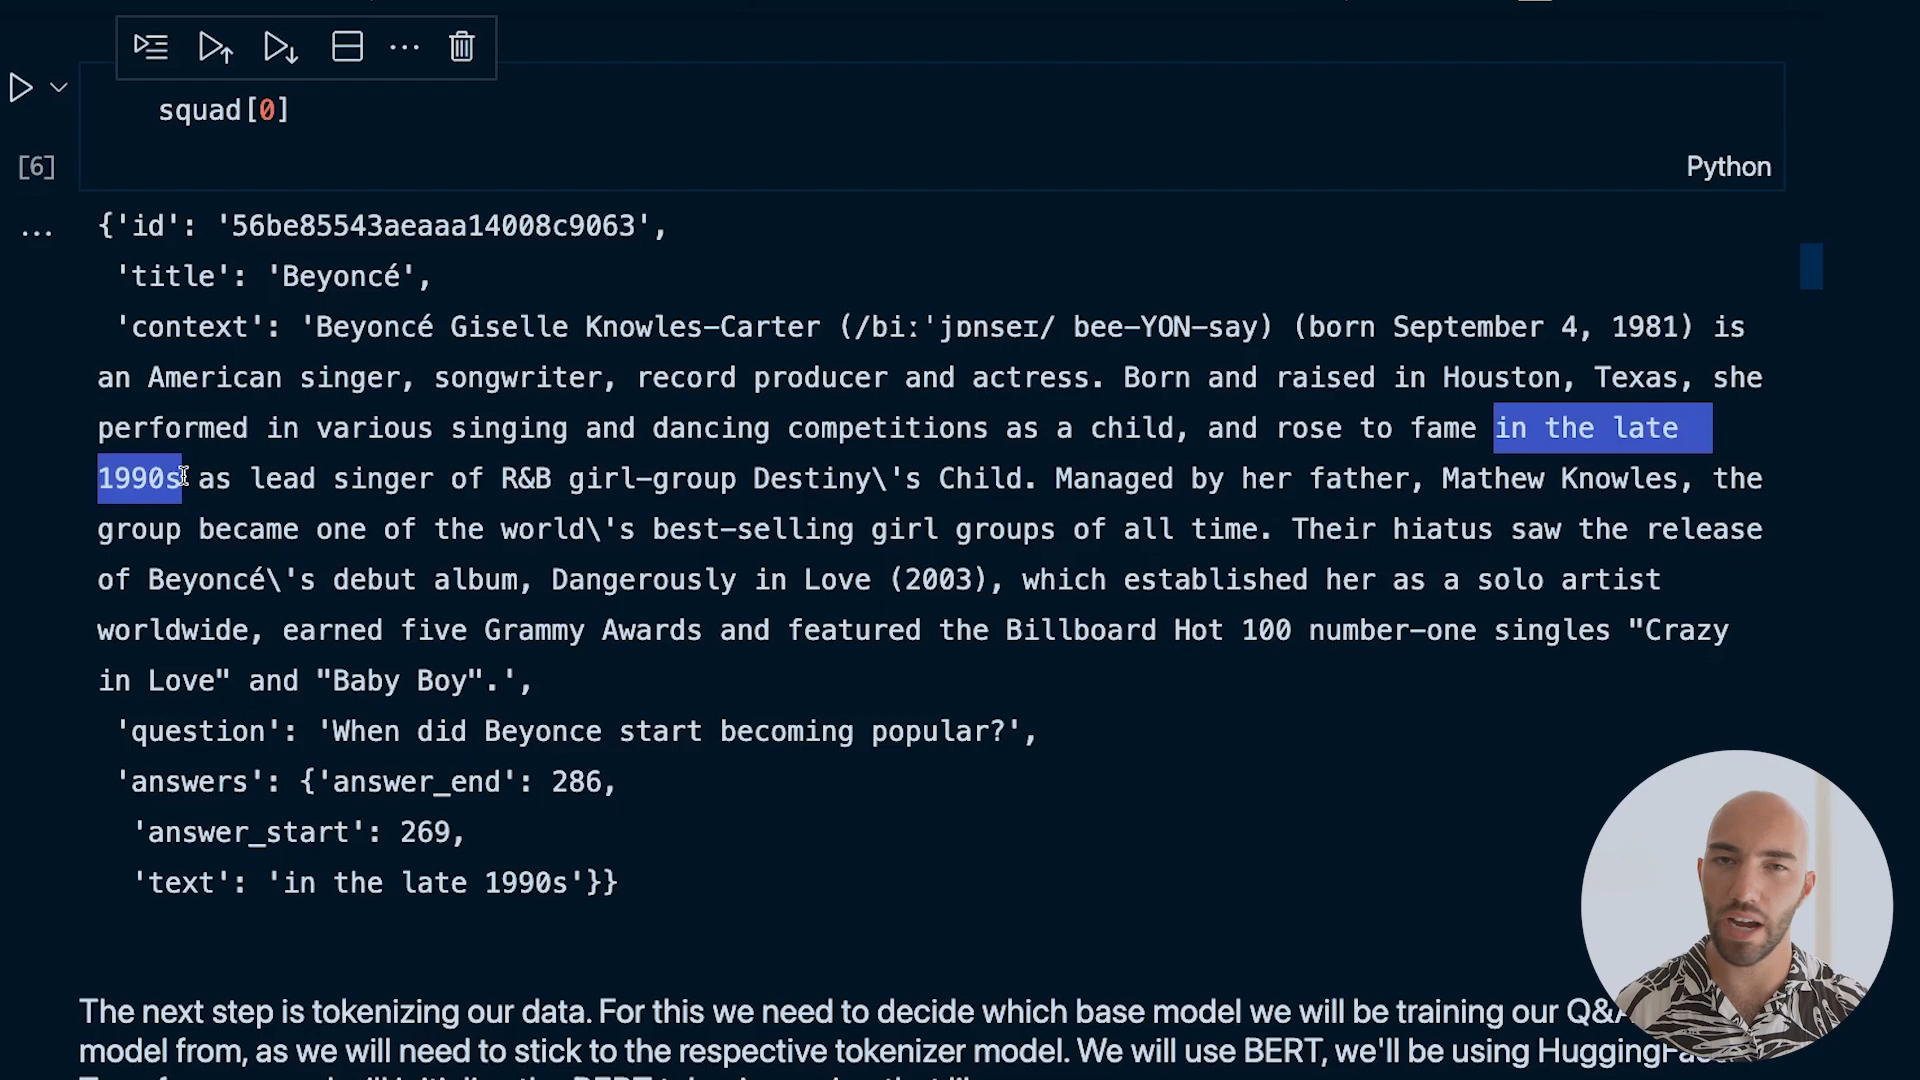 squad[0]
[6]
Python
...
{'id': '56be85543aeaaa14008c9063',
'title': 'Beyoncé',
'context': 'Beyoncé Giselle Knowles-Carter (/biːˈjɒnseɪ/ bee-YON-say) (born September 4, 1981) is
an American singer, songwriter, record producer and actress. Born and raised in Houston, Texas, she
performed in various singing and dancing competitions as a child, and rose to fame in the late
1990s as lead singer of R&B girl-group Destiny\'s Child. Managed by her father, Mathew Knowles, the
group became one of the world\'s best-selling girl groups of all time. Their hiatus saw the release
of Beyoncé\'s debut album, Dangerously in Love (2003), which established her as a solo artist
worldwide, earned five Grammy Awards and featured the Billboard Hot 100 number-one singles "Crazy
in Love" and "Baby Boy".',
'question': 'When did Beyonce start becoming popular?',
'answers': {'answer_end': 286,
'answer_start': 269,
'text': 'in the late 1990s'}}
The next step is tokenizing our data. For this we need to decide which base model we will be training our
model from, as we will need to stick to the respective tokenizer model. We will use BERT, we'll be using